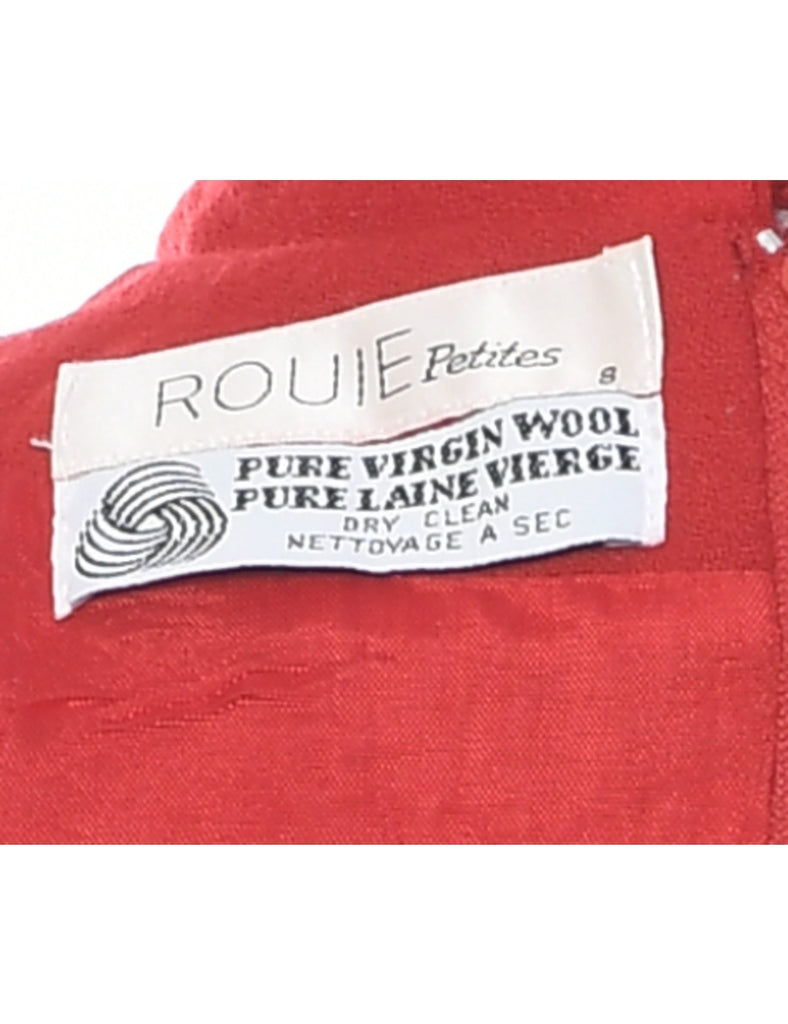 ROUIE Petites 8
PURE VIRGIN WOOL
PURE LAINE VIERGE
DRY CLEAN
NETTOYAGE A SEC